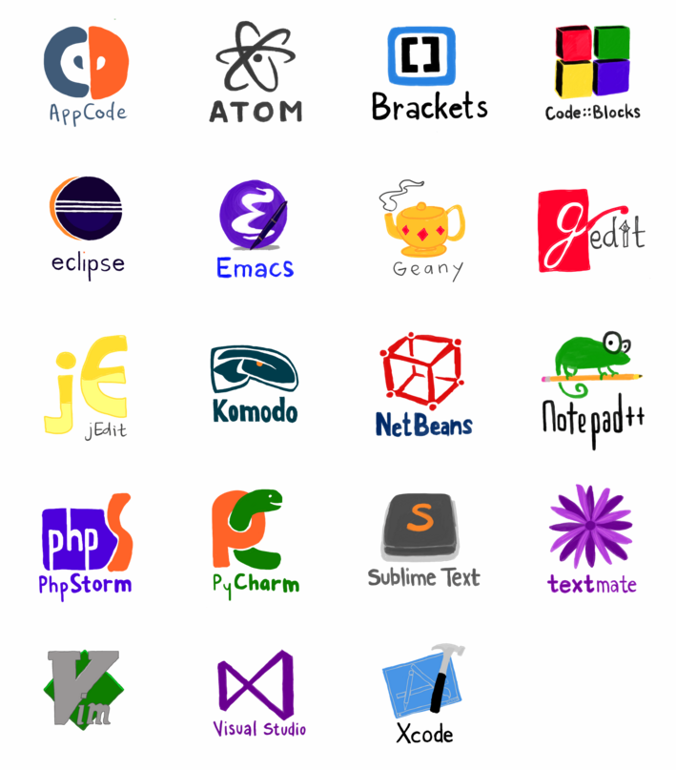 AppCode
ATOM
[]
Brackets
Code::Blocks
eclipse
Emacs
Geany
gedit
jE
jEdit
Komodo
NetBeans
Notepad++
php S
PhpStorm
PC
PyCharm
S
Sublime Text
textmate
Vim
Visual Studio
Xcode